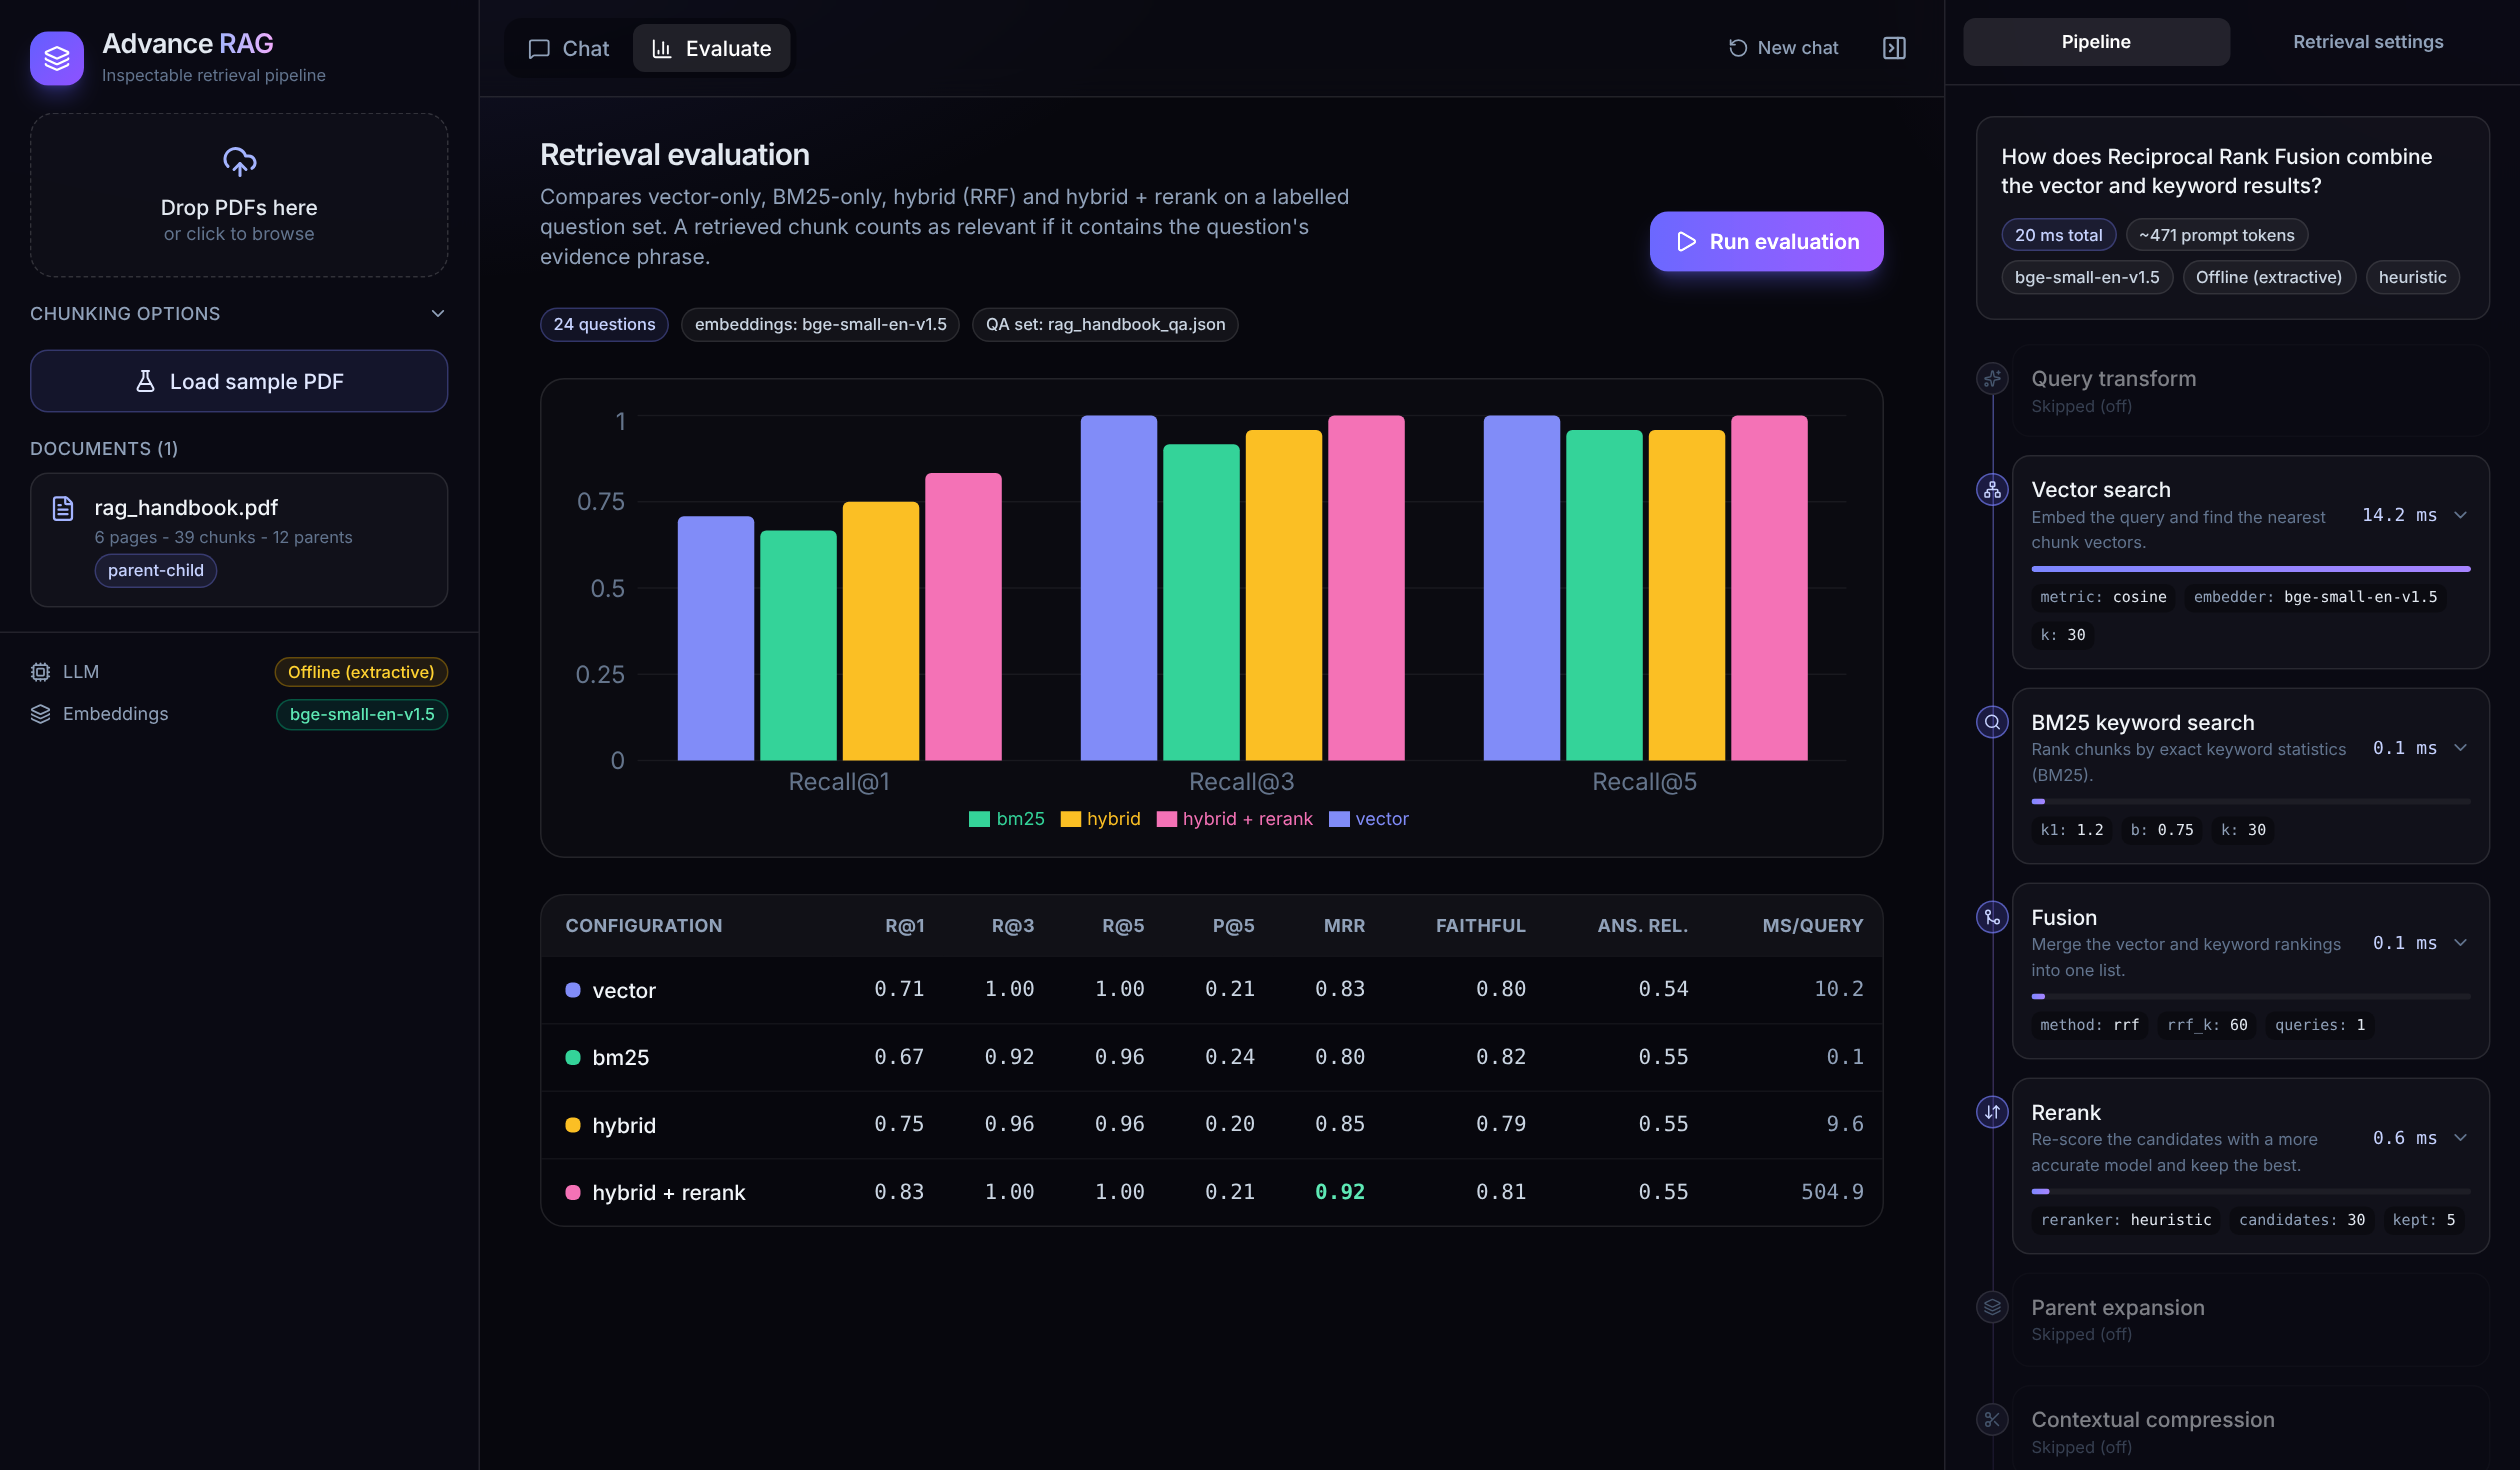 Advance RAG
Inspectable retrieval pipeline
Drop PDFs here
or click to browse
CHUNKING OPTIONS
Load sample PDF
DOCUMENTS (1)
rag_handbook.pdf
6 pages - 39 chunks - 12 parents
parent-child
LLM
Offline (extractive)
Embeddings
bge-small-en-v1.5
Chat
Evaluate
New chat
Retrieval evaluation
Compares vector-only, BM25-only, hybrid (RRF) and hybrid + rerank on a labelled
question set. A retrieved chunk counts as relevant if it contains the question's
evidence phrase.
Run evaluation
24 questions
embeddings: bge-small-en-v1.5
QA set: rag_handbook_qa.json
1
0.75
0.5
0.25
0
Recall@1 Recall@3 Recall@5
bm25 hybrid hybrid + rerank vector
CONFIGURATION R@1 R@3 R@5 P@5 MRR FAITHFUL ANS. REL. MS/QUERY
vector 0.71 1.00 1.00 0.21 0.83 0.80 0.54 10.2
bm25 0.67 0.92 0.96 0.24 0.80 0.82 0.55 0.1
hybrid 0.75 0.96 0.96 0.20 0.85 0.79 0.55 9.6
hybrid + rerank 0.83 1.00 1.00 0.21 0.92 0.81 0.55 504.9
Pipeline
Retrieval settings
How does Reciprocal Rank Fusion combine
the vector and keyword results?
20 ms total
~471 prompt tokens
bge-small-en-v1.5
Offline (extractive)
heuristic
Query transform
Skipped (off)
Vector search
Embed the query and find the nearest
chunk vectors.
14.2 ms
metric: cosine
embedder: bge-small-en-v1.5
k: 30
BM25 keyword search
Rank chunks by exact keyword statistics
(BM25).
0.1 ms
k1: 1.2
b: 0.75
k: 30
Fusion
Merge the vector and keyword rankings
into one list.
0.1 ms
method: rrf
rrf_k: 60
queries: 1
Rerank
Re-score the candidates with a more
accurate model and keep the best.
0.6 ms
reranker: heuristic
candidates: 30
kept: 5
Parent expansion
Skipped (off)
Contextual compression
Skipped (off)